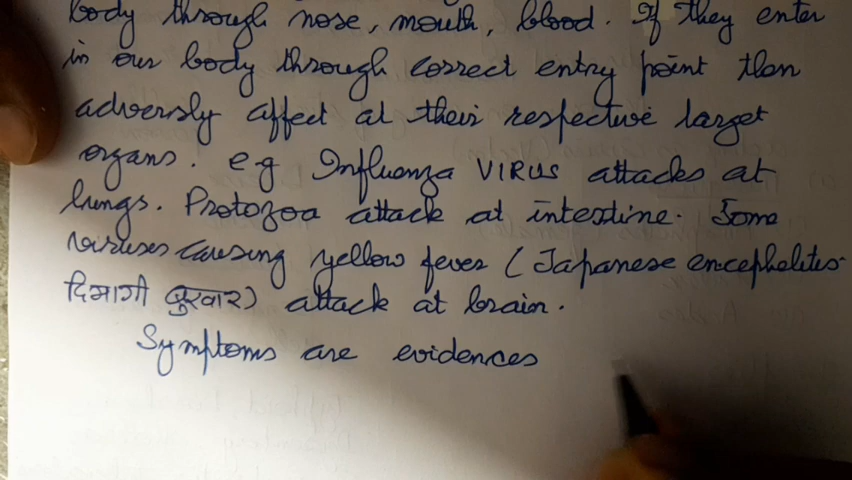 body through nose, mouth, blood. If they enter
in our body through correct entry point then
adversly affect at their respective target
organs. e.g Influenza VIRUS attacks at
lungs. Protozoa attack at intestine. Some
viruses causing yellow fever (Japanese encephelites
दिमागी बुखार) attack at brain.
Symptoms are evidences